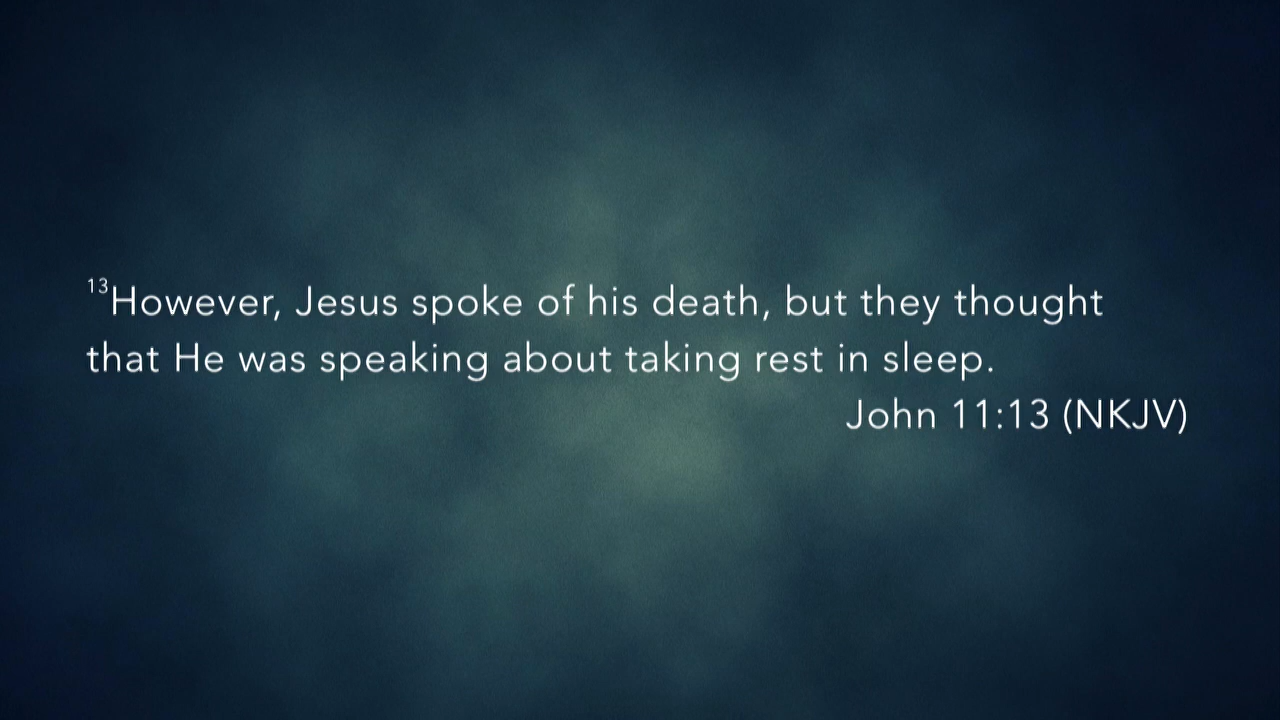 13However, Jesus spoke of his death, but they thought
that He was speaking about taking rest in sleep.
John 11:13 (NKJV)